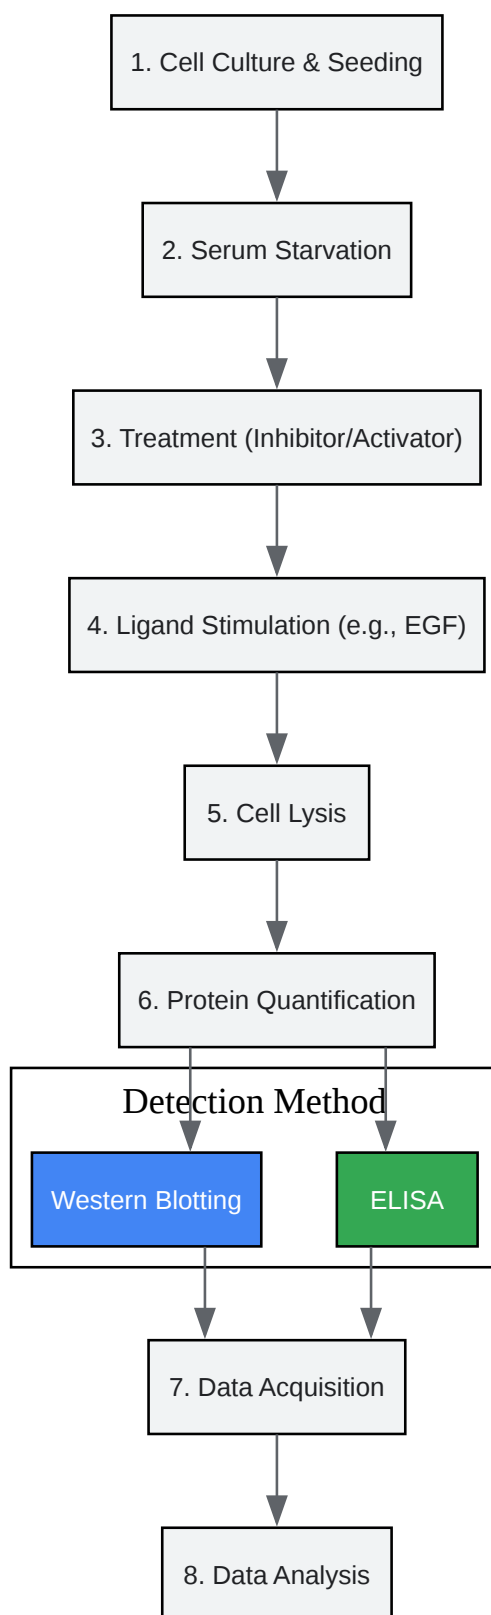 1. Cell Culture & Seeding
2. Serum Starvation
3. Treatment (Inhibitor/Activator)
4. Ligand Stimulation (e.g., EGF)
5. Cell Lysis
6. Protein Quantification
Detection Method
Western Blotting
ELISA
7. Data Acquisition
8. Data Analysis